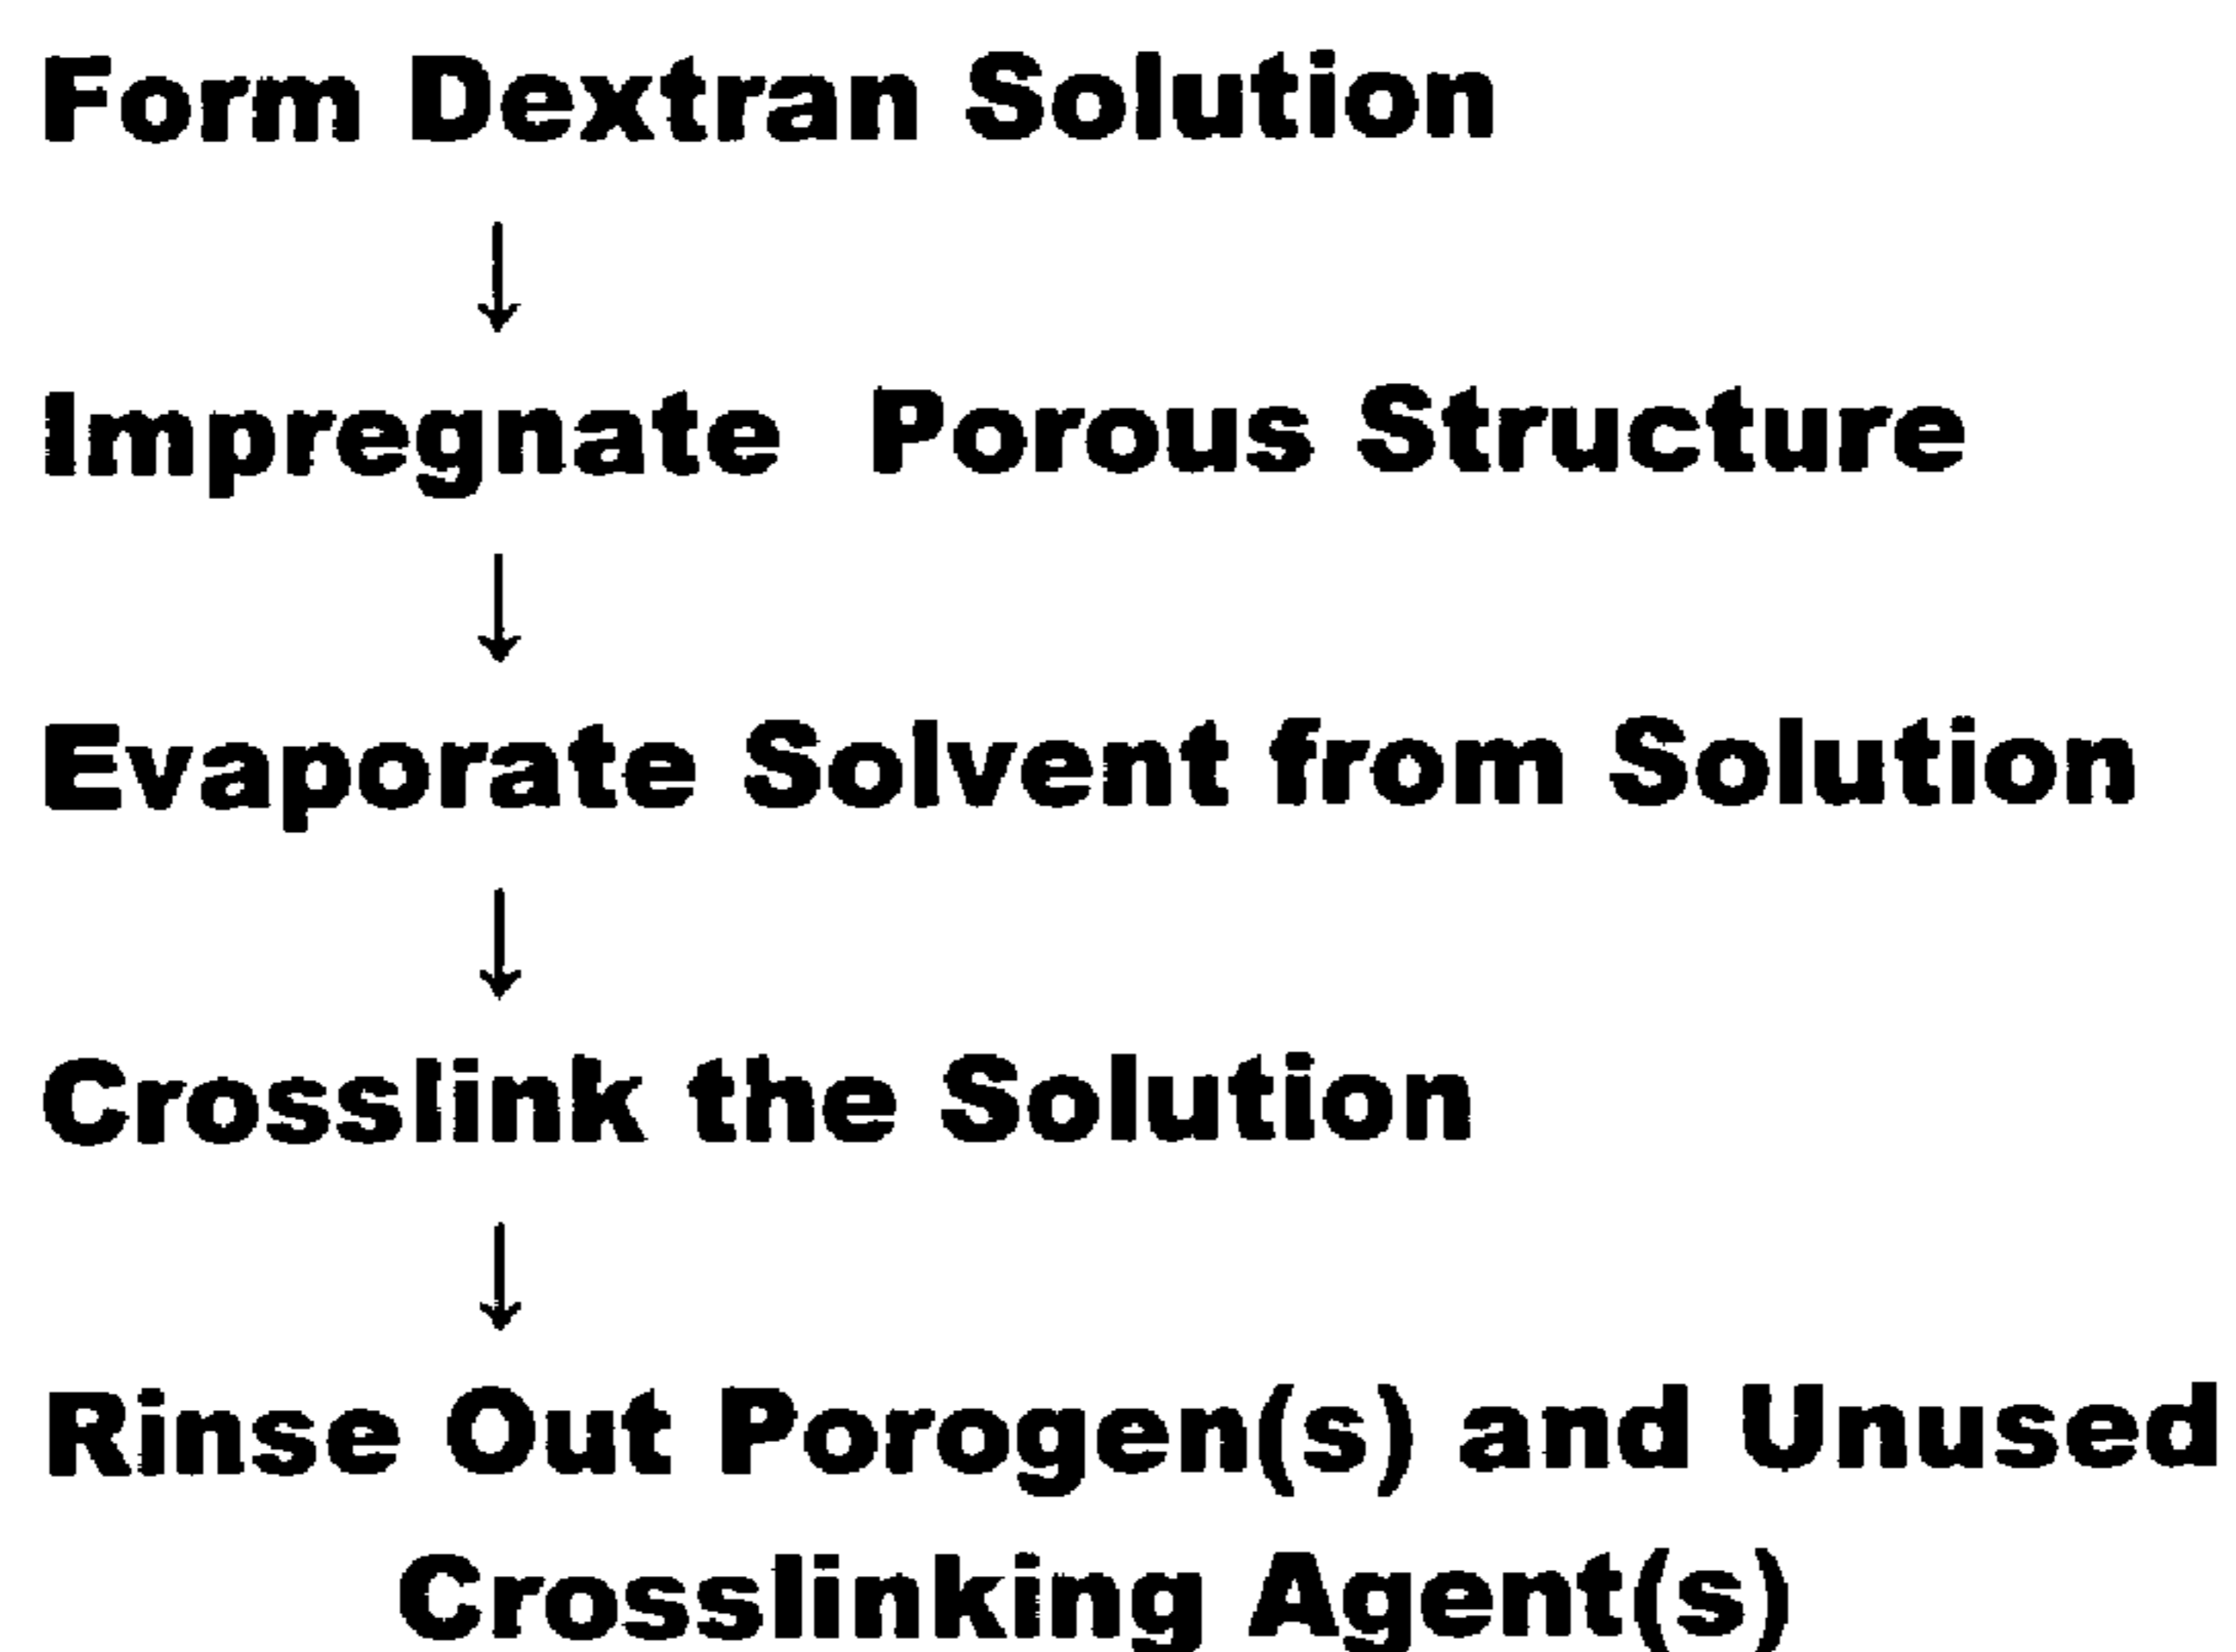 Form Dextran Solution
Impregnate Porous Structure
Evaporate Solvent from Solution
Crosslink the Solution
Rinse Out Porogen(s) and Unused
Crosslinking Agent(s)